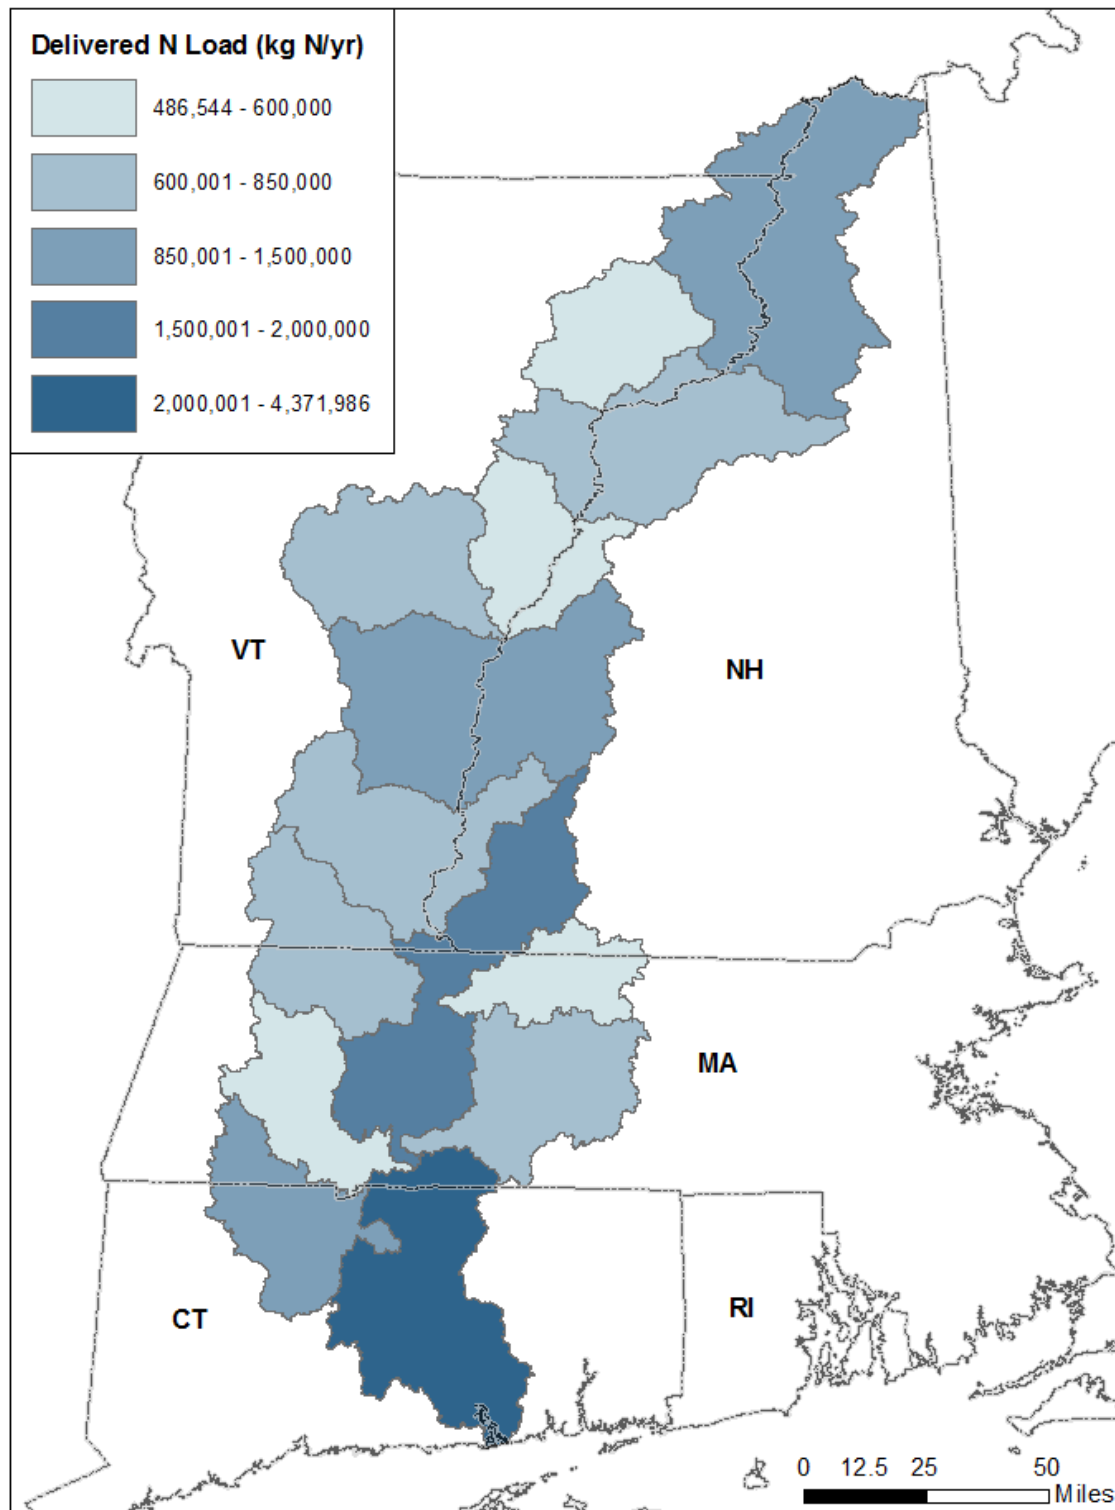 Delivered N Load (kg N/yr)
486,544 - 600,000
600,001 - 850,000
850,001 - 1,500,000
1,500,001 - 2,000,000
2,000,001 - 4,371,986
VT
NH
MA
CT
RI
0 12.5 25 50
Miles